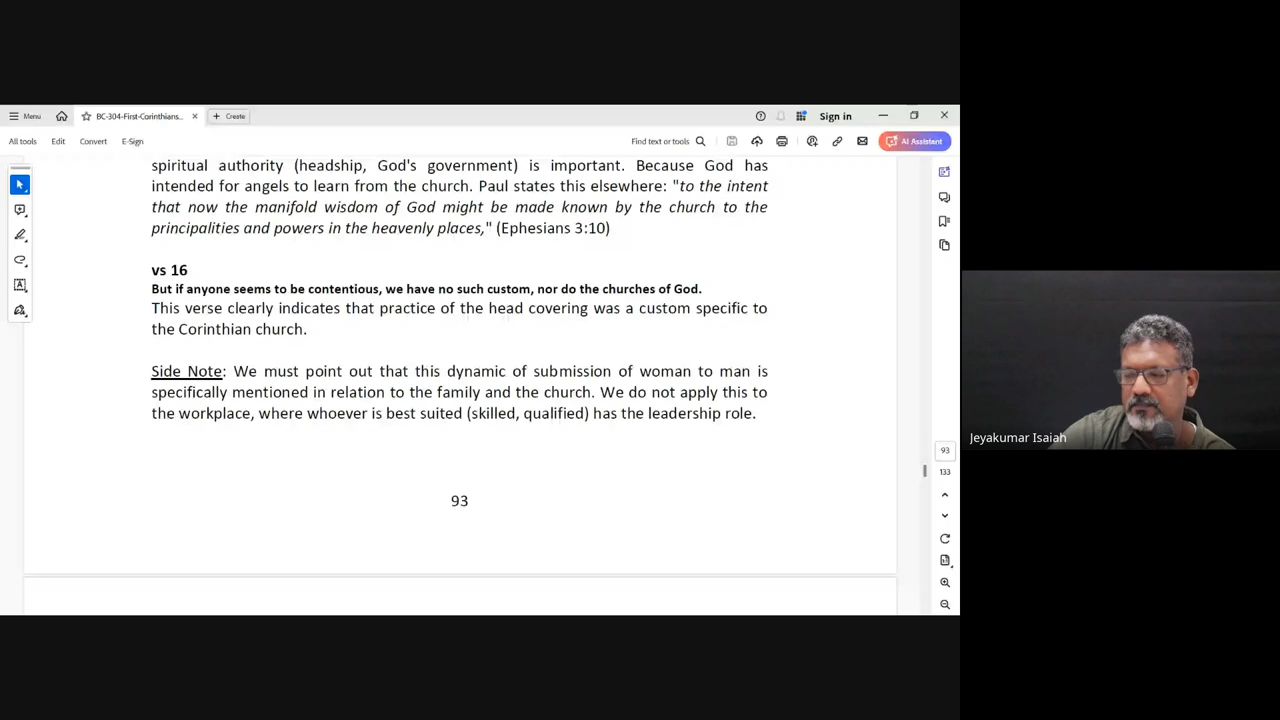 Menu
BC-304-First-Corinthians...
Create
Sign in
All tools
Edit
Convert
E-Sign
Find text or tools
AI Assistant
spiritual authority (headship, God's government) is important. Because God has
intended for angels to learn from the church. Paul states this elsewhere: "to the intent
that now the manifold wisdom of God might be made known by the church to the
principalities and powers in the heavenly places," (Ephesians 3:10)
vs 16
But if anyone seems to be contentious, we have no such custom, nor do the churches of God.
This verse clearly indicates that practice of the head covering was a custom specific to
the Corinthian church.
Side Note: We must point out that this dynamic of submission of woman to man is
specifically mentioned in relation to the family and the church. We do not apply this to
the workplace, where whoever is best suited (skilled, qualified) has the leadership role.
93
93
133
Jeyakumar Isaiah